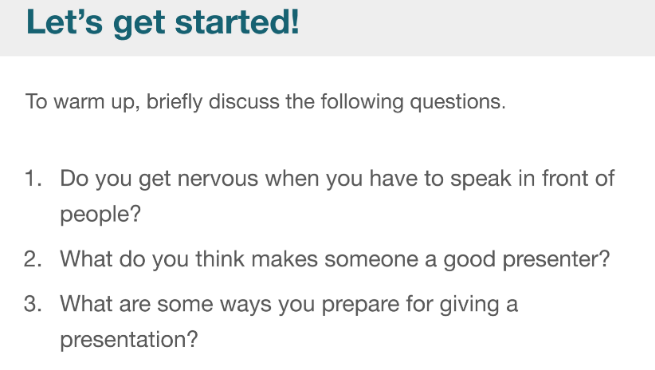 Let’s get started!
To warm up, briefly discuss the following questions.
1. Do you get nervous when you have to speak in front of
people?
2. What do you think makes someone a good presenter?
3. What are some ways you prepare for giving a
presentation?